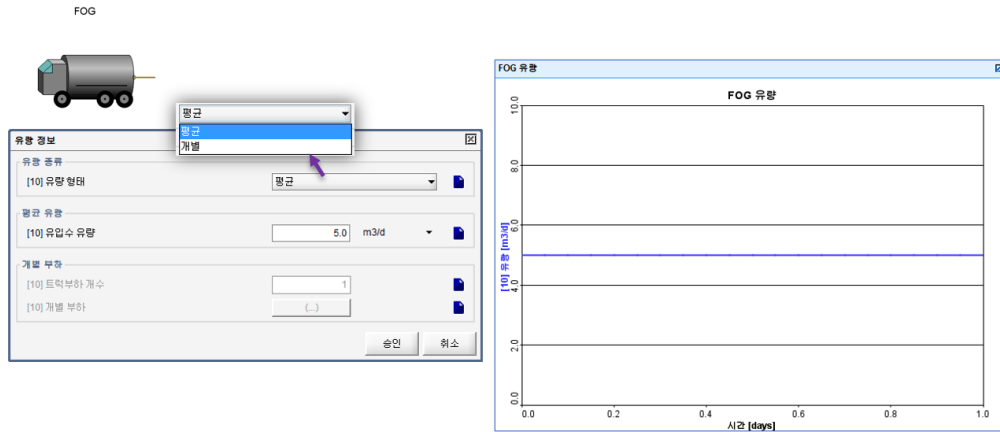 FOG
평균
평균
개별
유량 정보
유량 종류
[10] 유량 형태
평균
평균 유량
[10] 유입수 유량
5.0
m3/d
개별 부하
[10] 트럭부하 개수
1
[10] 개별 부하
(...)
승인
취소
FOG 유량
FOG 유량
[10] 유량 [m3/d]
10.0
8.0
6.0
4.0
2.0
0.0
0.0 0.2 0.4 0.6 0.8 1.0
시간 [days]